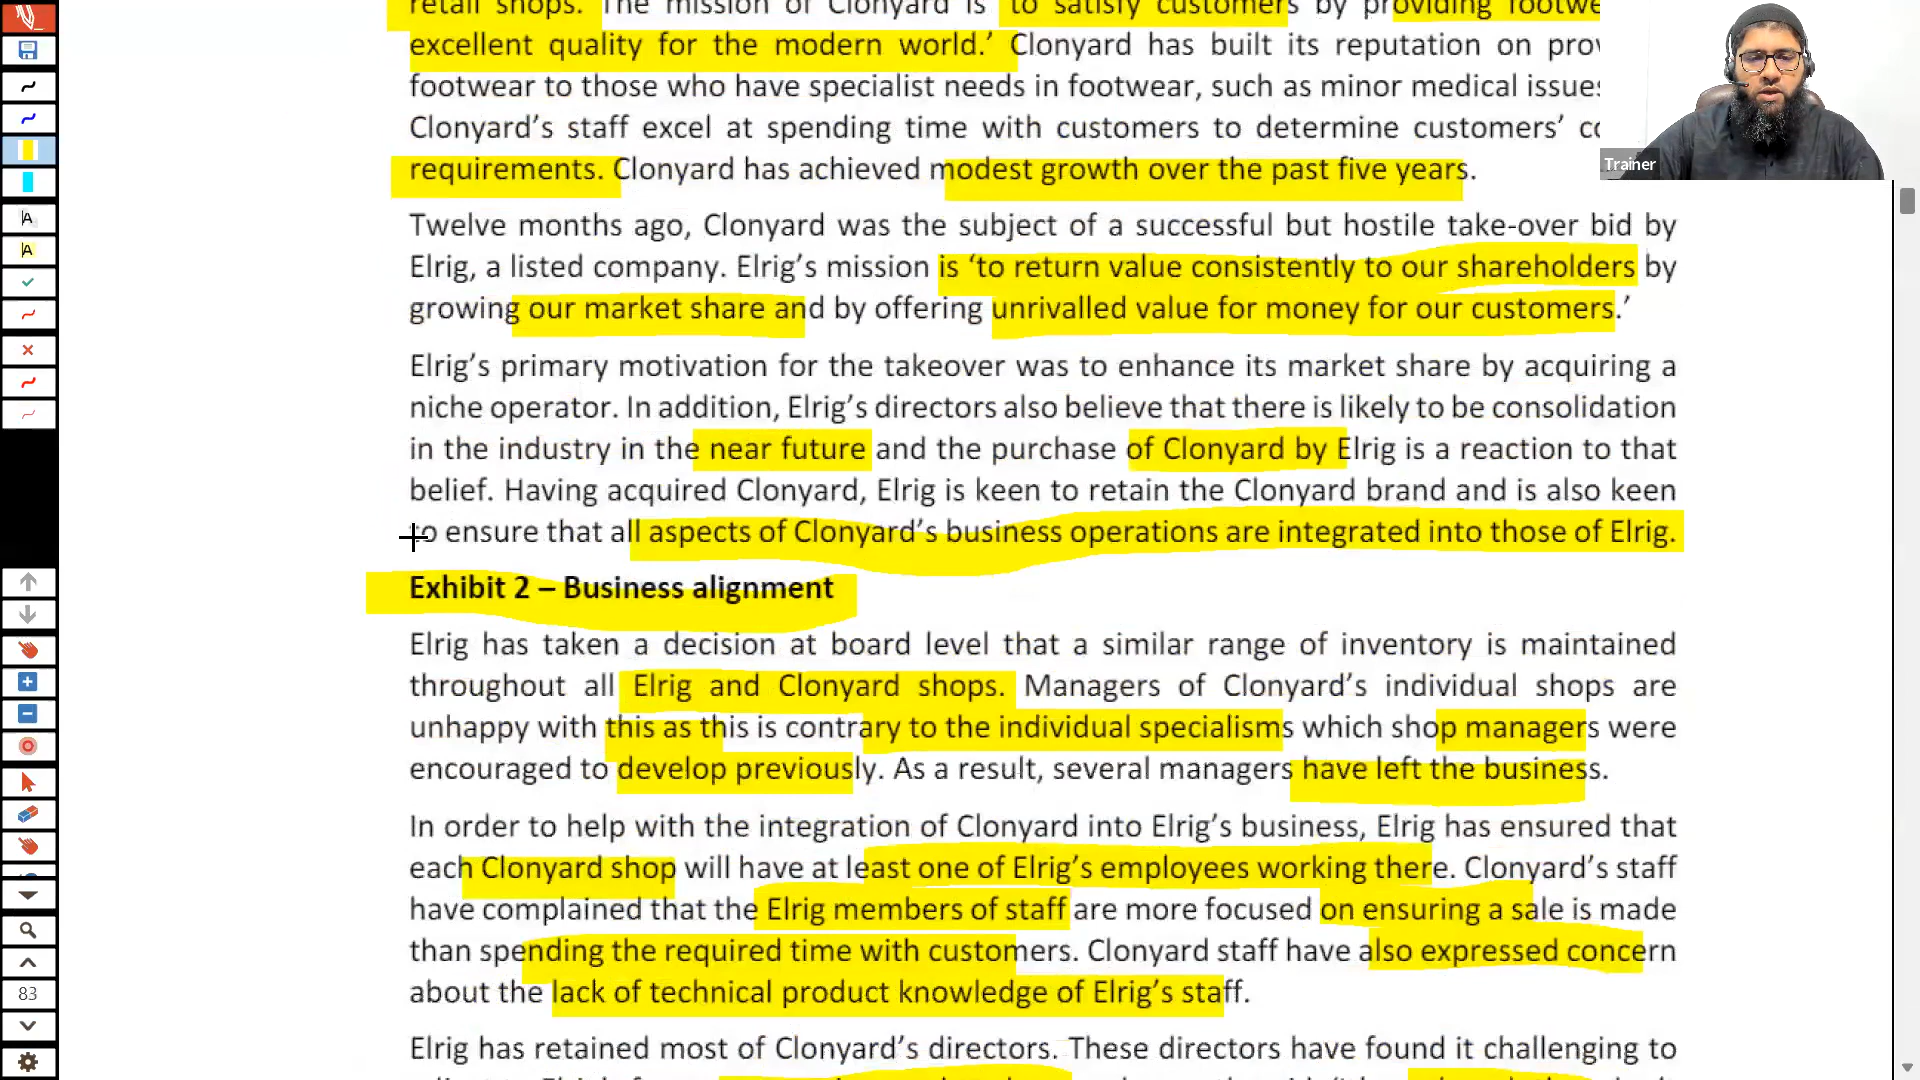 retail shops. The mission of Clonyard is 'to satisfy customers by providing footwe
excellent quality for the modern world.' Clonyard has built its reputation on prov
footwear to those who have specialist needs in footwear, such as minor medical issues
Clonyard's staff excel at spending time with customers to determine customers' co
requirements. Clonyard has achieved modest growth over the past five years.
Trainer
Twelve months ago, Clonyard was the subject of a successful but hostile take-over bid by
Elrig, a listed company. Elrig's mission is 'to return value consistently to our shareholders by
growing our market share and by offering unrivalled value for money for our customers.'
Elrig's primary motivation for the takeover was to enhance its market share by acquiring a
niche operator. In addition, Elrig's directors also believe that there is likely to be consolidation
in the industry in the near future and the purchase of Clonyard by Elrig is a reaction to that
belief. Having acquired Clonyard, Elrig is keen to retain the Clonyard brand and is also keen
to ensure that all aspects of Clonyard's business operations are integrated into those of Elrig.
Exhibit 2 – Business alignment
Elrig has taken a decision at board level that a similar range of inventory is maintained
throughout all Elrig and Clonyard shops. Managers of Clonyard's individual shops are
unhappy with this as this is contrary to the individual specialisms which shop managers were
encouraged to develop previously. As a result, several managers have left the business.
In order to help with the integration of Clonyard into Elrig's business, Elrig has ensured that
each Clonyard shop will have at least one of Elrig's employees working there. Clonyard's staff
have complained that the Elrig members of staff are more focused on ensuring a sale is made
than spending the required time with customers. Clonyard staff have also expressed concern
about the lack of technical product knowledge of Elrig's staff.
83
Elrig has retained most of Clonyard's directors. These directors have found it challenging to